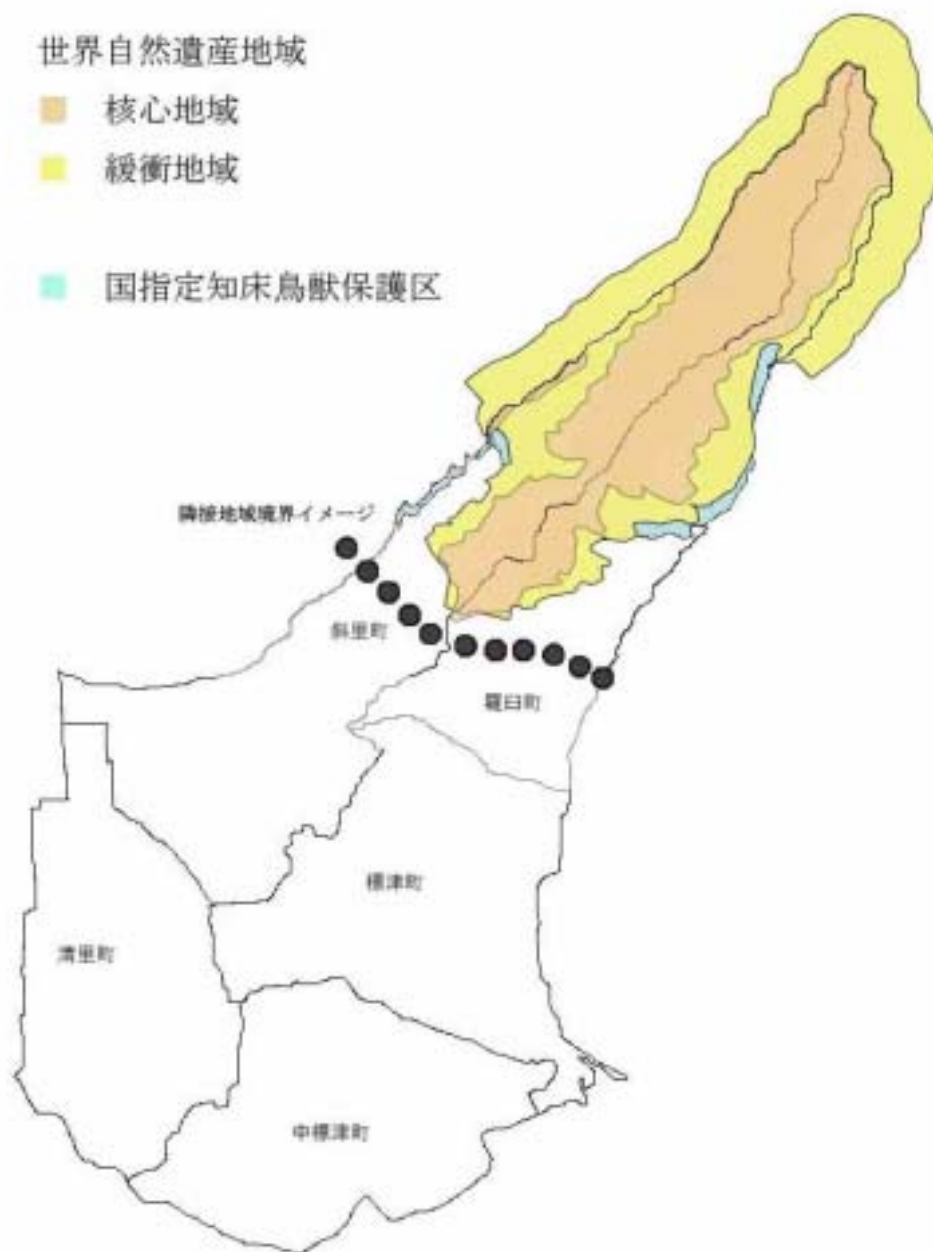 世界自然遺産地域
核心地域
緩衝地域
国指定知床鳥獣保護区
隣接地域境界イメージ
斜里町
羅臼町
標津町
清里町
中標津町